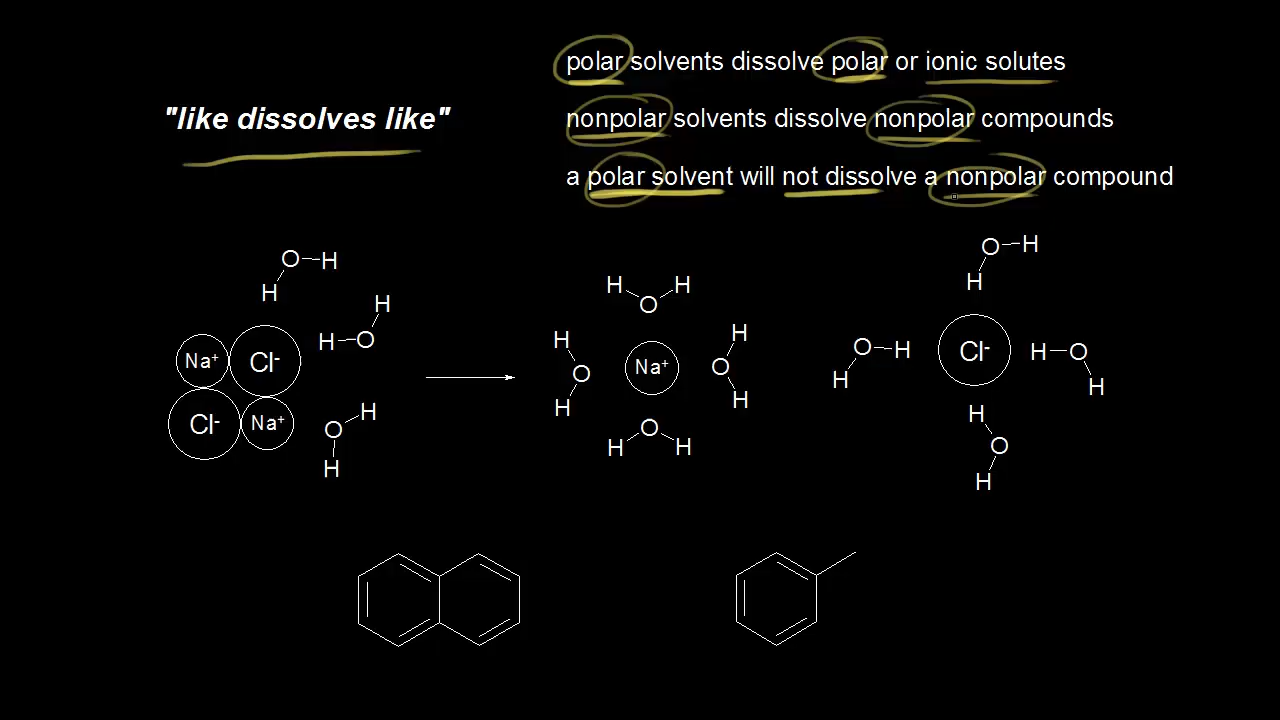 polar solvents dissolve polar or ionic solutes
"like dissolves like"
nonpolar solvents dissolve nonpolar compounds
a polar solvent will not dissolve a nonpolar compound
O H
H
H
H O
Na⁺ Cl⁻
Cl⁻ Na⁺
O H
H
H H
O
H H
O Na⁺ O
H H
O
H H
O H
H
O H Cl⁻ H O
H H
H
O
H